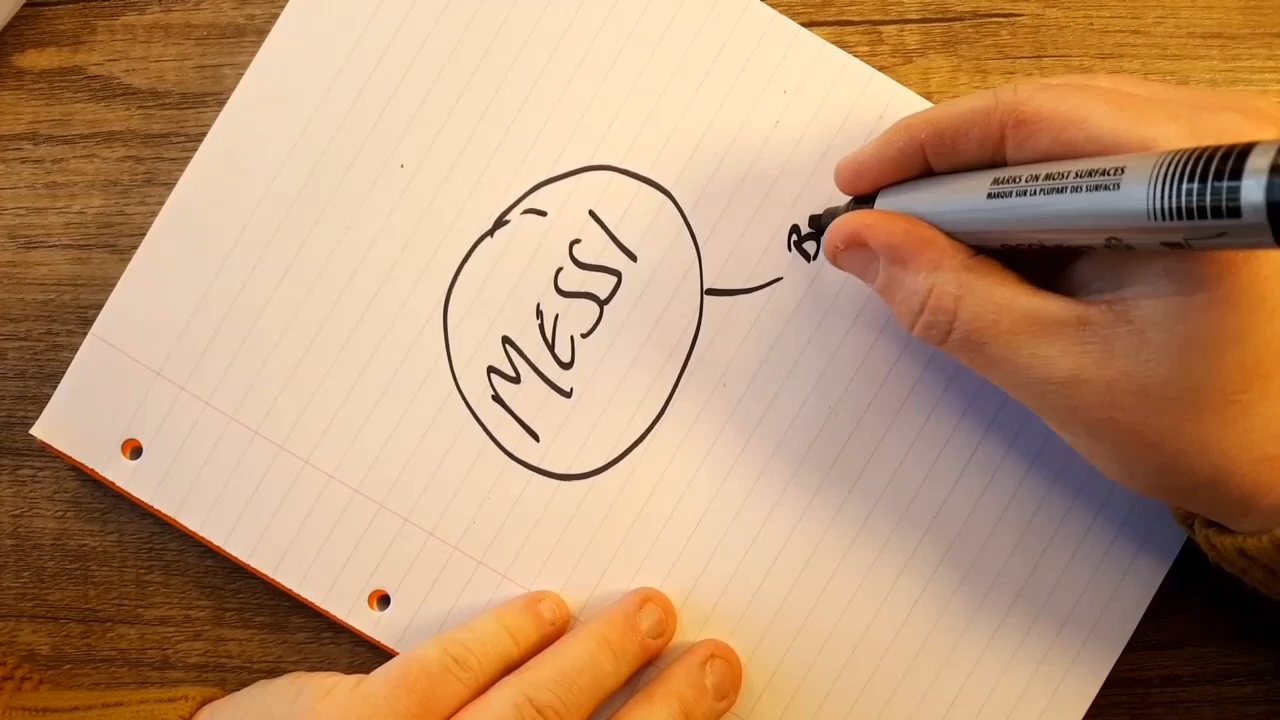 MESSI
B
MARKS ON MOST SURFACES
MARQUE SUR LA PLUPART DES SURFACES